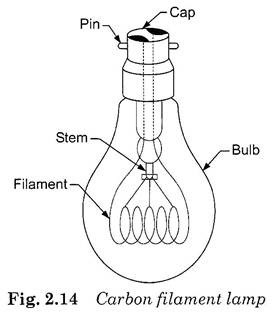 Cap
Pin
Stem
Bulb
Filament
Fig. 2.14 Carbon filament lamp